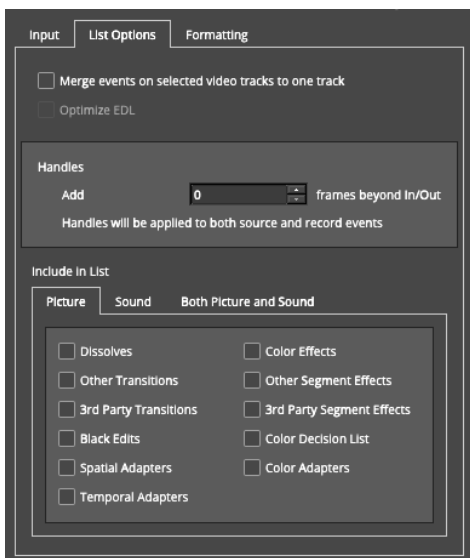 Input List Options Formatting
Merge events on selected video tracks to one track
Optimize EDL
Handles
Add 0 frames beyond In/Out
Handles will be applied to both source and record events
Include in List
Picture Sound Both Picture and Sound
Dissolves Color Effects
Other Transitions Other Segment Effects
3rd Party Transitions 3rd Party Segment Effects
Black Edits Color Decision List
Spatial Adapters Color Adapters
Temporal Adapters